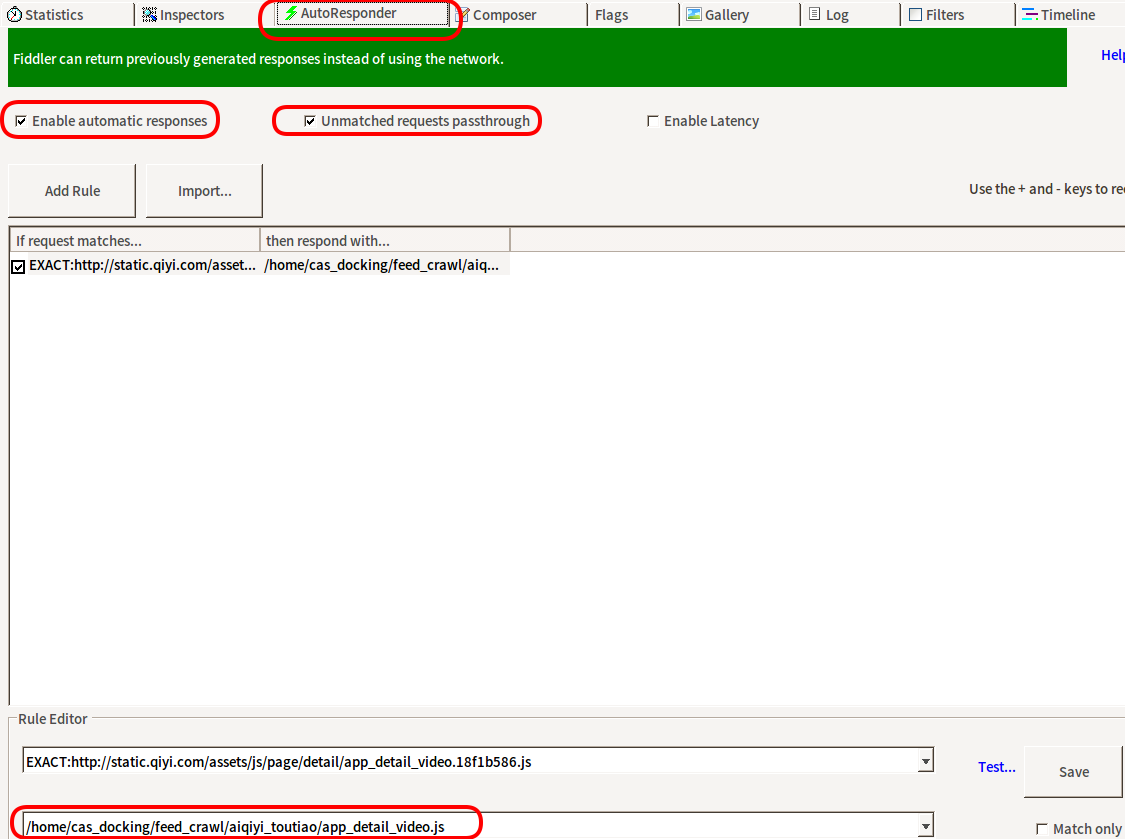 Statistics Inspectors AutoResponder Composer Flags Gallery Log Filters Timeline
Fiddler can return previously generated responses instead of using the network.
Help
Enable automatic responses Unmatched requests passthrough Enable Latency
Add Rule Import... Use the + and - keys to
If request matches... then respond with...
EXACT:http://static.qiyi.com/asset... /home/cas_docking/feed_crawl/aiq...
Rule Editor
EXACT:http://static.qiyi.com/assets/js/page/detail/app_detail_video.18f1b586.js
Test... Save
/home/cas_docking/feed_crawl/aiqiyi_toutiao/app_detail_video.js
Match only